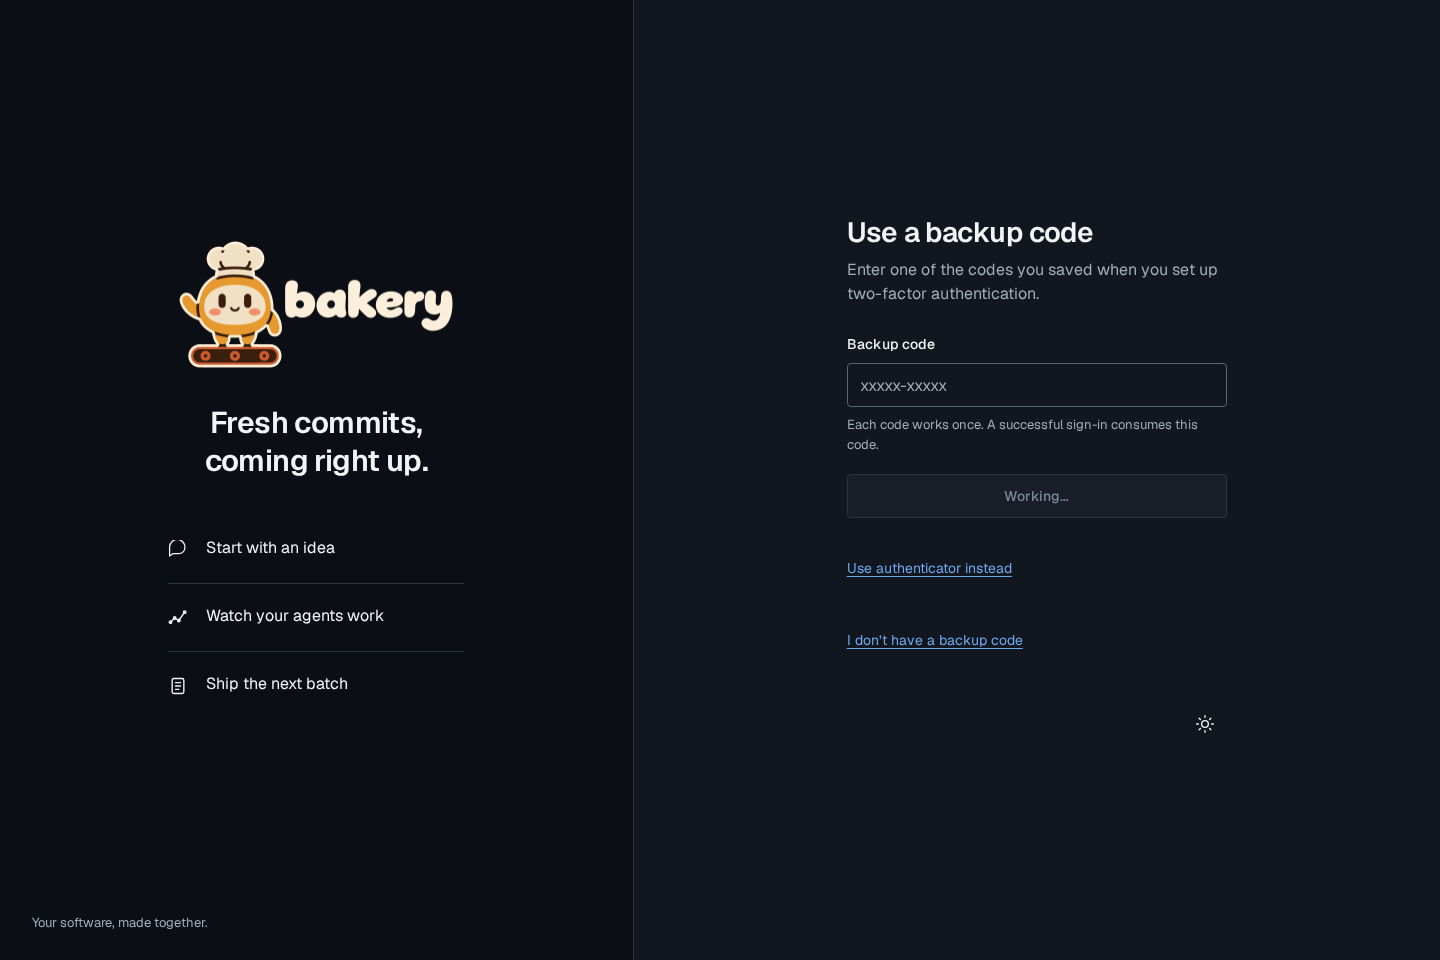 bakery
Fresh commits,
coming right up.
Start with an idea
Watch your agents work
Ship the next batch
Your software, made together.
Use a backup code
Enter one of the codes you saved when you set up
two-factor authentication.
Backup code
xxxxx-xxxxx
Each code works once. A successful sign-in consumes this
code.
Working…
Use authenticator instead
I don't have a backup code